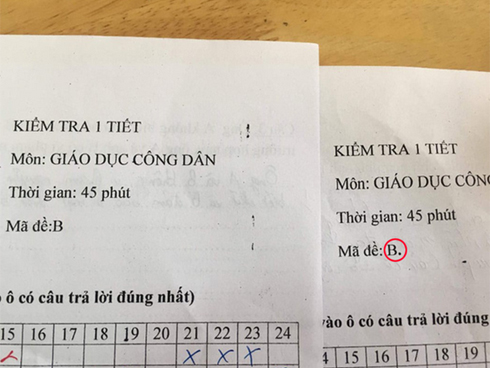 KIỂM TRA 1 TIẾT
Môn: GIÁO DỤC CÔNG DÂN
Thời gian: 45 phút
Mã đề:B
ô có câu trả lời đúng nhất)
15 16 17 18 19 20 21 22 23 24
X X X
KIỂM TRA 1 TIẾT
Môn: GIÁO DỤC CÔNG
Thời gian: 45 phút
Mã đề: B.
vào ô có câu trả lời đúng
4 15 16 17 18 19